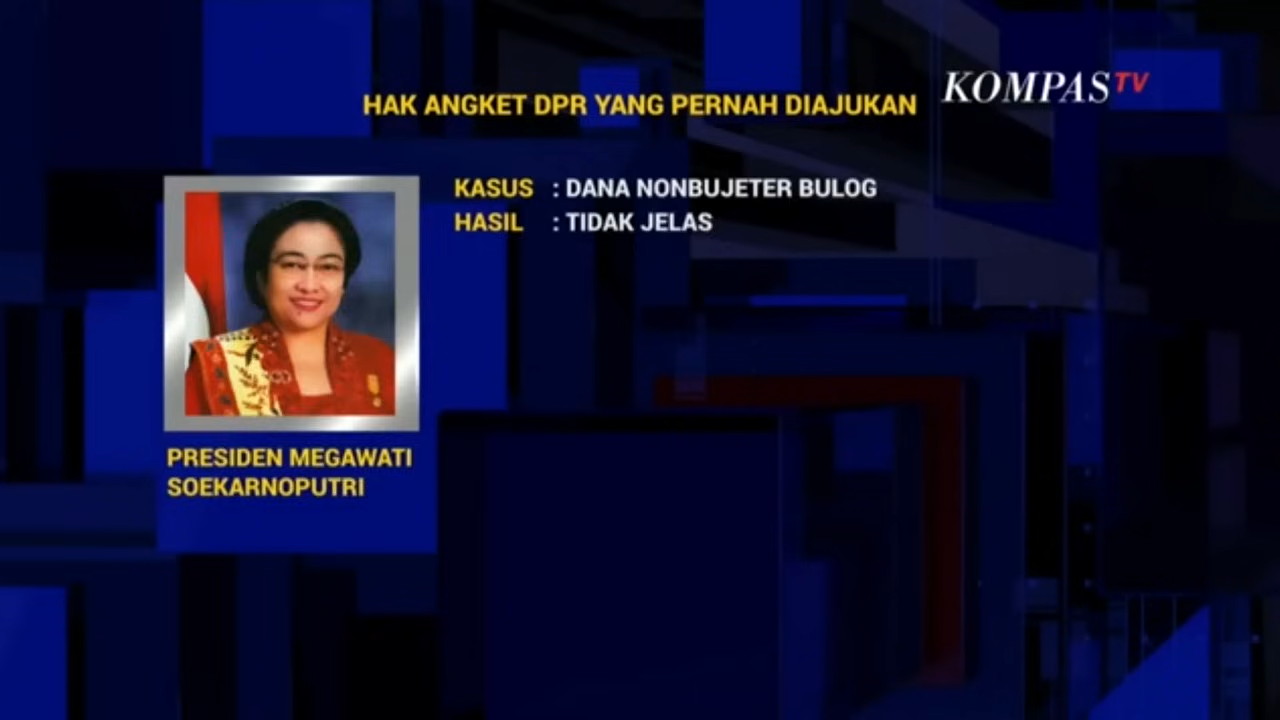 HAK ANGKET DPR YANG PERNAH DIAJUKAN
KOMPASTV
KASUS : DANA NONBUJETER BULOG
HASIL : TIDAK JELAS
PRESIDEN MEGAWATI
SOEKARNOPUTRI